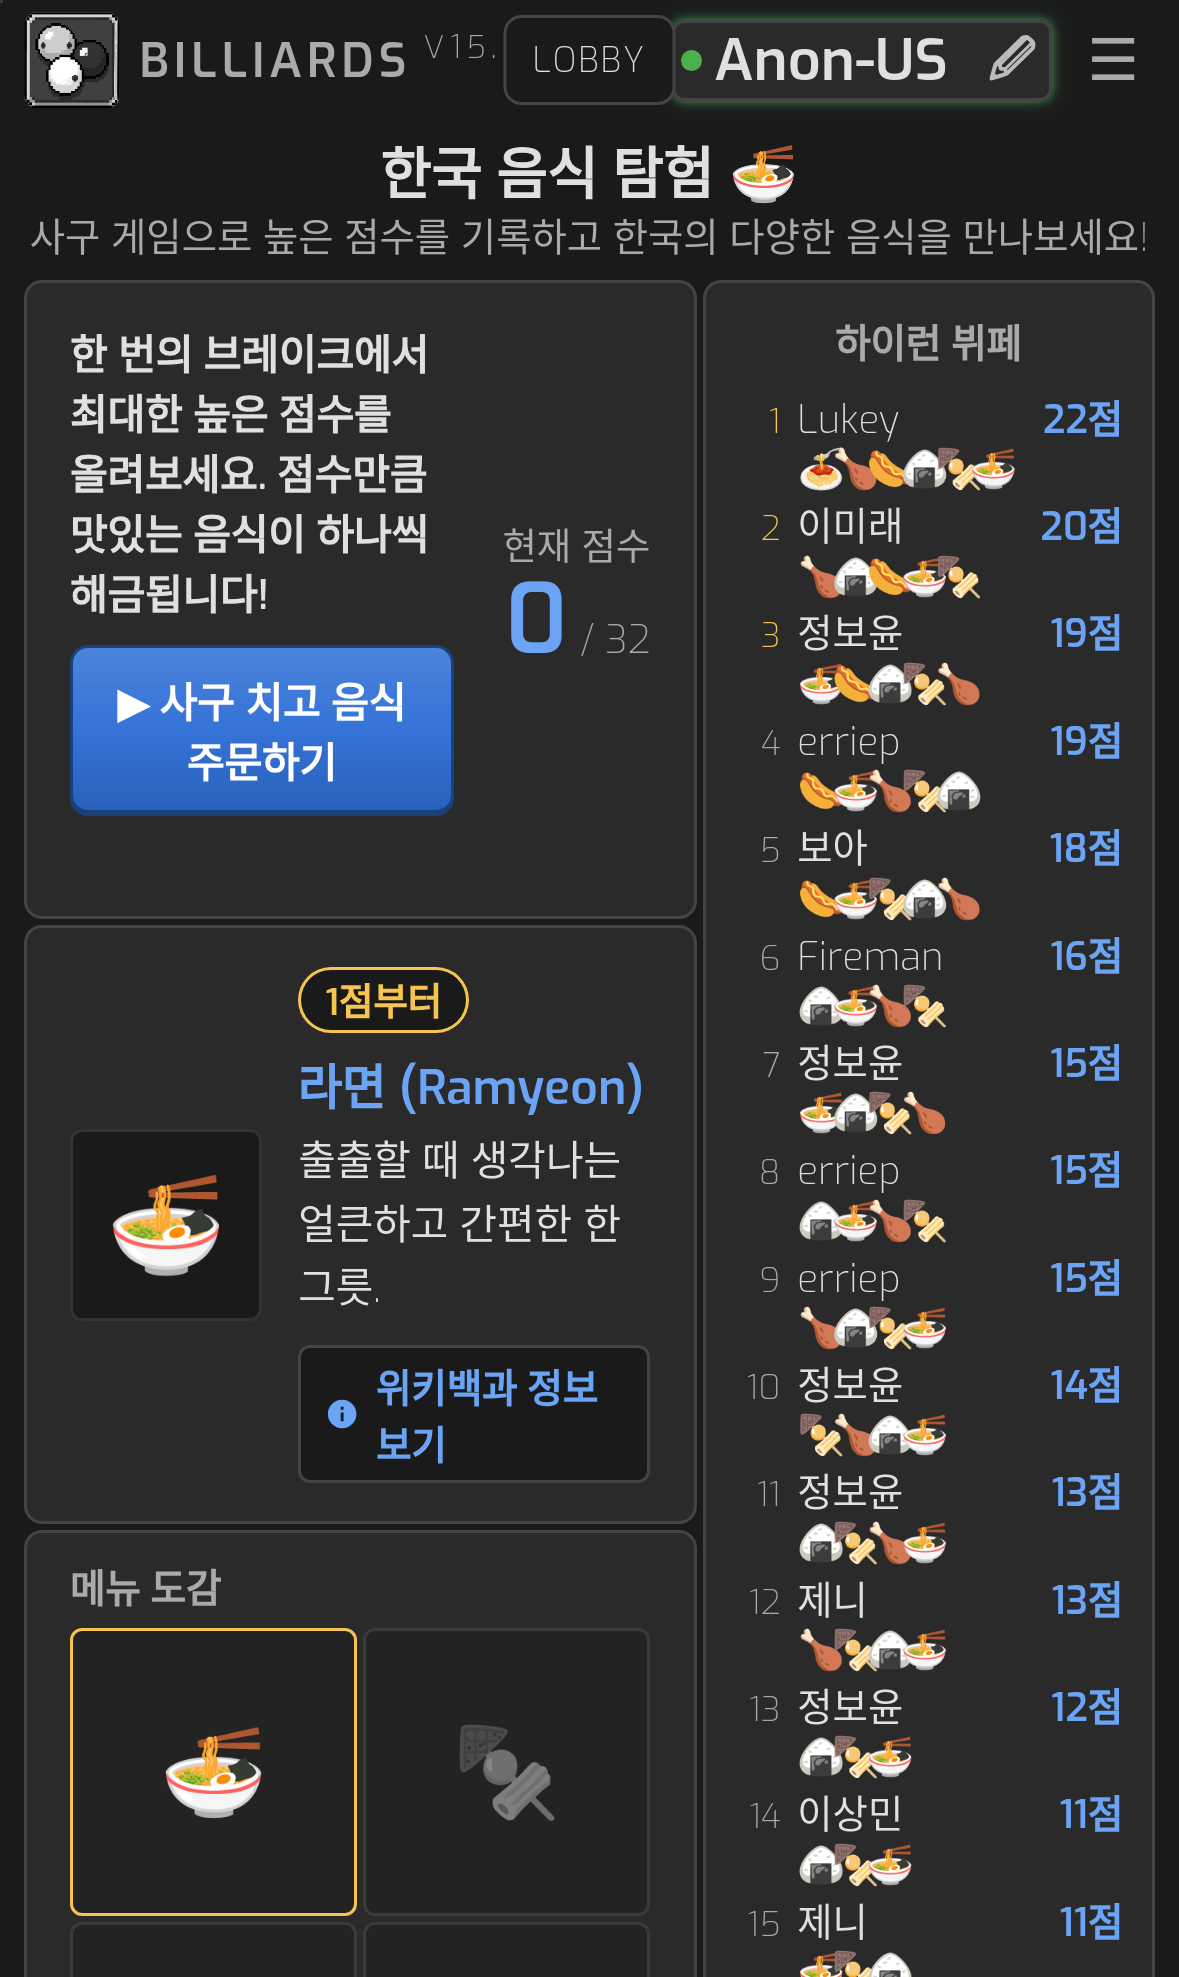 BILLIARDS V15.
LOBBY
Anon-US
한국 음식 탐험
사구 게임으로 높은 점수를 기록하고 한국의 다양한 음식을 만나보세요!
한 번의 브레이크에서
최대한 높은 점수를
올려보세요. 점수만큼
맛있는 음식이 하나씩
해금됩니다!
▶ 사구 치고 음식
주문하기
현재 점수
0 / 32
1점부터
라면 (Ramyeon)
출출할 때 생각나는
얼큰하고 간편한 한
그릇.
위키백과 정보
보기
메뉴 도감
하이런 뷔페
1 Lukey 22점
2 이미래 20점
3 정보윤 19점
4 erriep 19점
5 보아 18점
6 Fireman 16점
7 정보윤 15점
8 erriep 15점
9 erriep 15점
10 정보윤 14점
11 정보윤 13점
12 제니 13점
13 정보윤 12점
14 이상민 11점
15 제니 11점